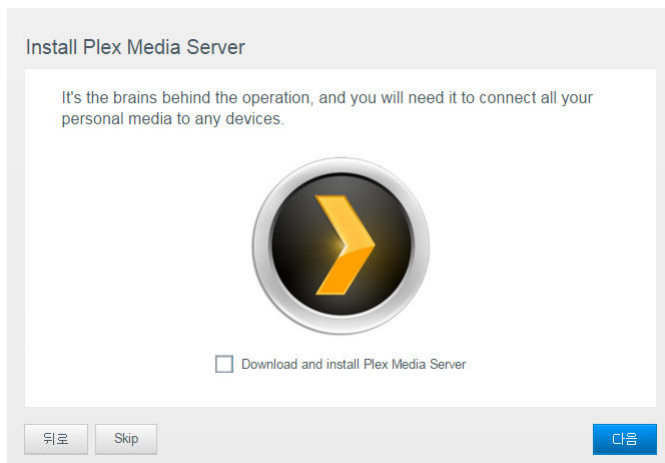 Install Plex Media Server
It's the brains behind the operation, and you will need it to connect all your
personal media to any devices.
Download and install Plex Media Server
뒤로
Skip
다음